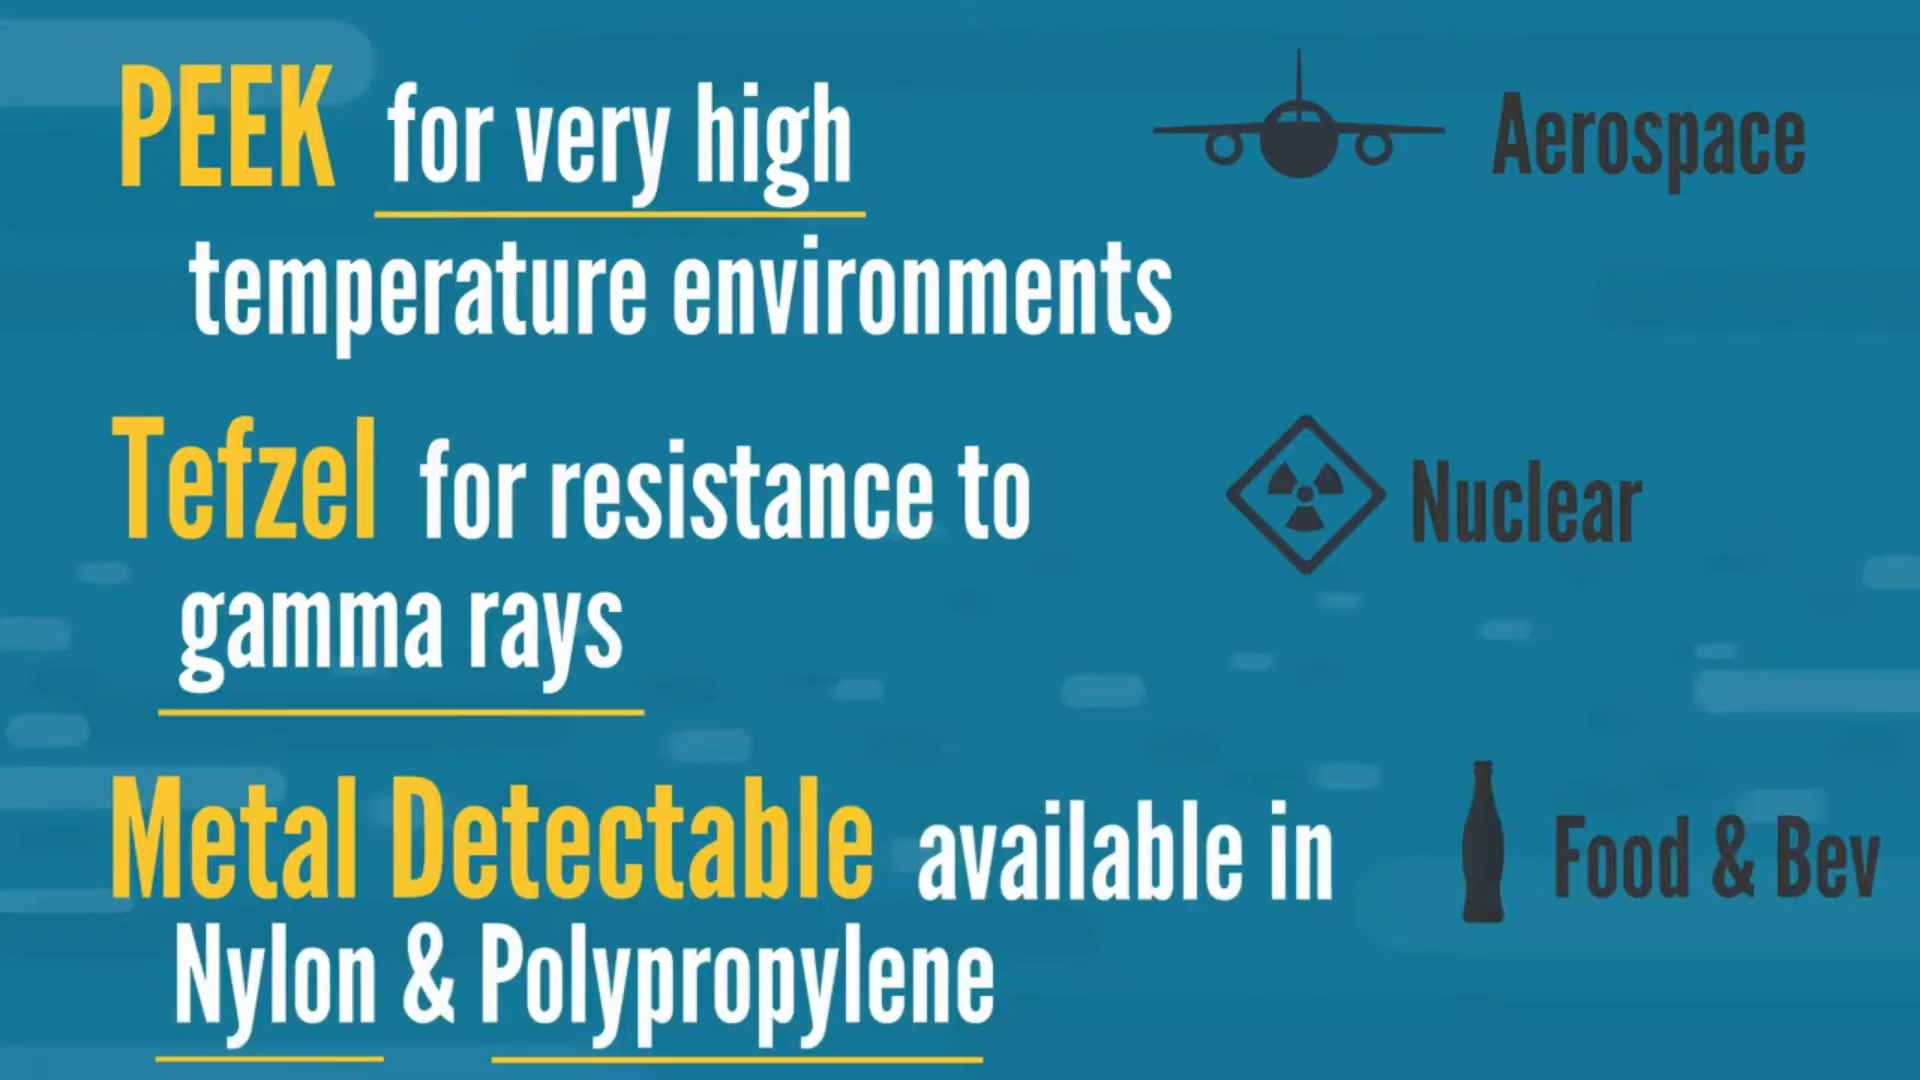 PEEK for very high
temperature environments
Aerospace
Tefzel for resistance to
gamma rays
Nuclear
Metal Detectable available in
Nylon & Polypropylene
Food & Bev